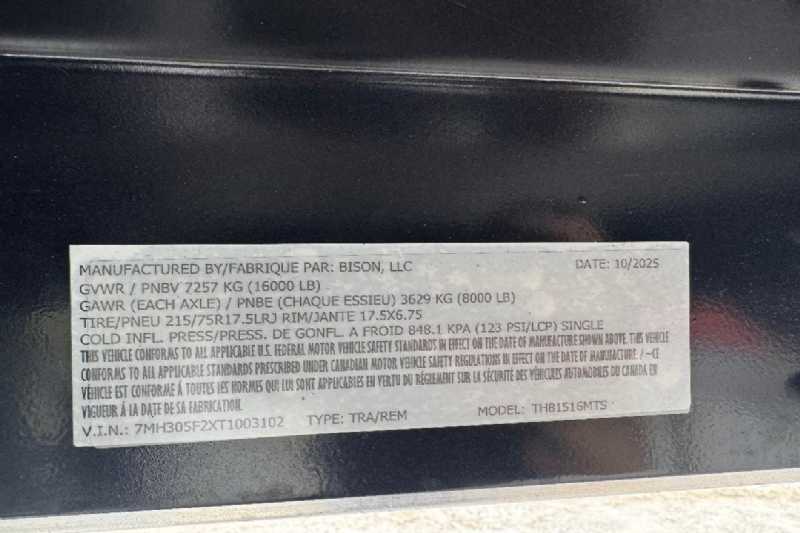 MANUFACTURED BY/FABRIQUE PAR: BISON, LLC DATE: 10/2025
GVWR / PNBV 7257 KG (16000 LB)
GAWR (EACH AXLE) / PNBE (CHAQUE ESSIEU) 3629 KG (8000 LB)
TIRE/PNEU 215/75R17.5LRJ RIM/JANTE 17.5X6.75
COLD INFL. PRESS/PRESS. DE GONFL. A FROID 848.1 KPA (123 PSI/LCP) SINGLE
THIS VEHICLE CONFORMS TO ALL APPLICABLE U.S. FEDERAL MOTOR VEHICLE SAFETY STANDARDS IN EFFECT ON THE DATE OF MANUFACTURE SHOWN ABOVE. THIS VEHICLE
CONFORMS TO ALL APPLICABLE STANDARDS PRESCRIBED UNDER CANADIAN MOTOR VEHICLE SAFETY REGULATIONS IN EFFECT ON THE DATE OF MANUFACTURE. / –CE
VÉHICLE EST CONFORME À TOUTES LES NORMES QUI LUI SONT APPLICABLES EN VERTU DU RÉGLEMENT SUR LA SÉCURITÉ DES VÉHICULES AUTOMOBILES DU CANADA EN
VIGUEUR À LA DATE DE SA FABRICATION.
V.I.N.: 7MH305F2XT1003102 TYPE: TRA/REM MODEL: THB1516MTS